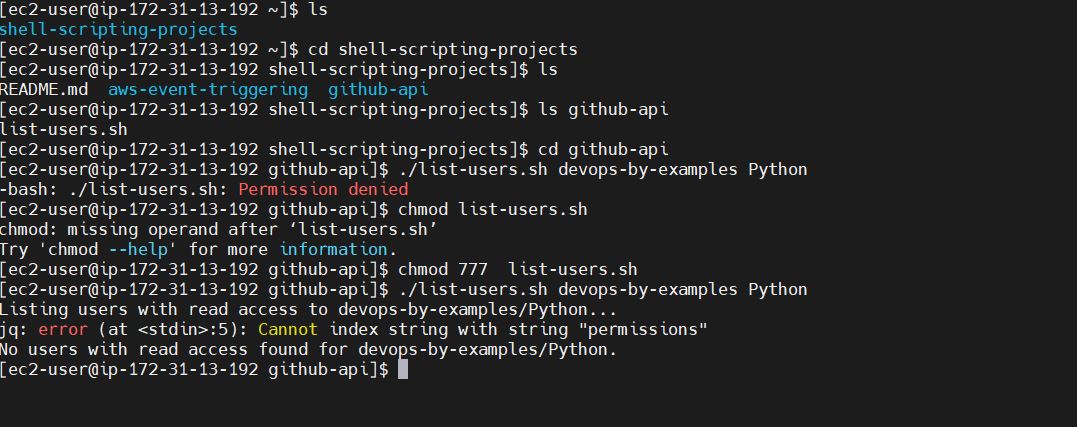 [ec2-user@ip-172-31-13-192 ~]$ ls
shell-scripting-projects
[ec2-user@ip-172-31-13-192 ~]$ cd shell-scripting-projects
[ec2-user@ip-172-31-13-192 shell-scripting-projects]$ ls
README.md  aws-event-triggering  github-api
[ec2-user@ip-172-31-13-192 shell-scripting-projects]$ ls github-api
list-users.sh
[ec2-user@ip-172-31-13-192 shell-scripting-projects]$ cd github-api
[ec2-user@ip-172-31-13-192 github-api]$ ./list-users.sh devops-by-examples Python
-bash: ./list-users.sh: Permission denied
[ec2-user@ip-172-31-13-192 github-api]$ chmod list-users.sh
chmod: missing operand after ‘list-users.sh’
Try 'chmod --help' for more information.
[ec2-user@ip-172-31-13-192 github-api]$ chmod 777  list-users.sh
[ec2-user@ip-172-31-13-192 github-api]$ ./list-users.sh devops-by-examples Python
Listing users with read access to devops-by-examples/Python...
jq: error (at <stdin>:5): Cannot index string with string "permissions"
No users with read access found for devops-by-examples/Python.
[ec2-user@ip-172-31-13-192 github-api]$